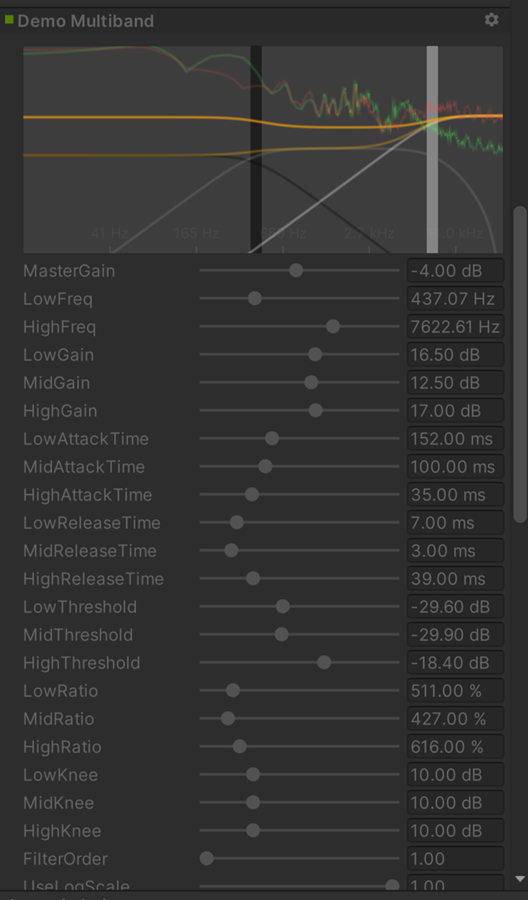 Demo Multiband
41 Hz 165 Hz 2.7 kHz
MasterGain -4.00 dB
LowFreq 437.07 Hz
HighFreq 7622.61 Hz
LowGain 16.50 dB
MidGain 12.50 dB
HighGain 17.00 dB
LowAttackTime 152.00 ms
MidAttackTime 100.00 ms
HighAttackTime 35.00 ms
LowReleaseTime 7.00 ms
MidReleaseTime 3.00 ms
HighReleaseTime 39.00 ms
LowThreshold -29.60 dB
MidThreshold -29.90 dB
HighThreshold -18.40 dB
LowRatio 511.00 %
MidRatio 427.00 %
HighRatio 616.00 %
LowKnee 10.00 dB
MidKnee 10.00 dB
HighKnee 10.00 dB
FilterOrder 1.00
UseLogScale 1.00